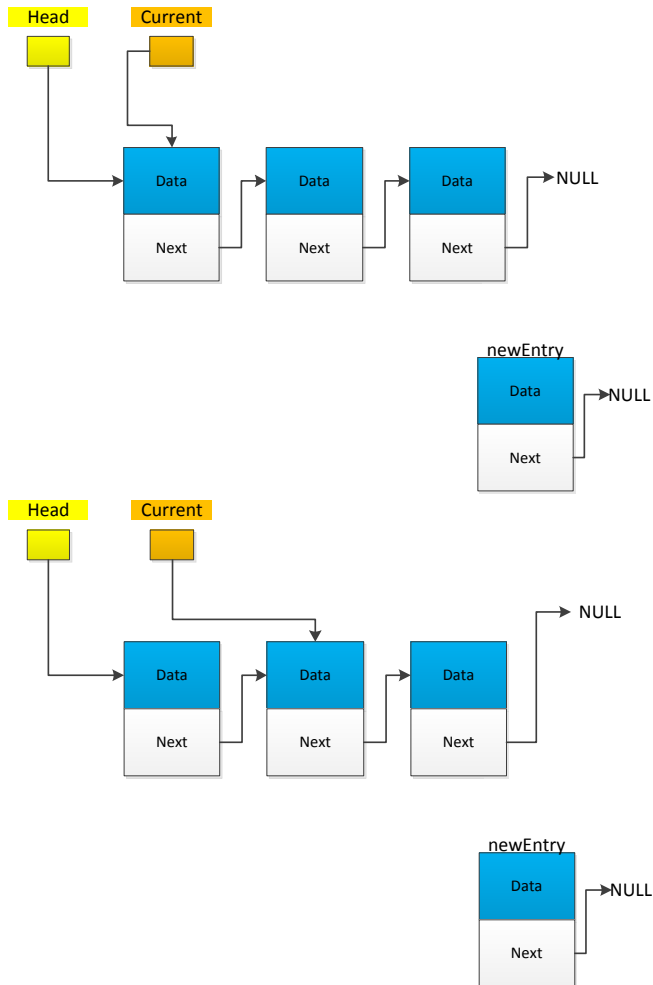 Head Current
Data Data Data NULL
Next Next Next
newEntry
Data NULL
Next
Head Current
NULL
Data Data Data
Next Next Next
newEntry
Data NULL
Next